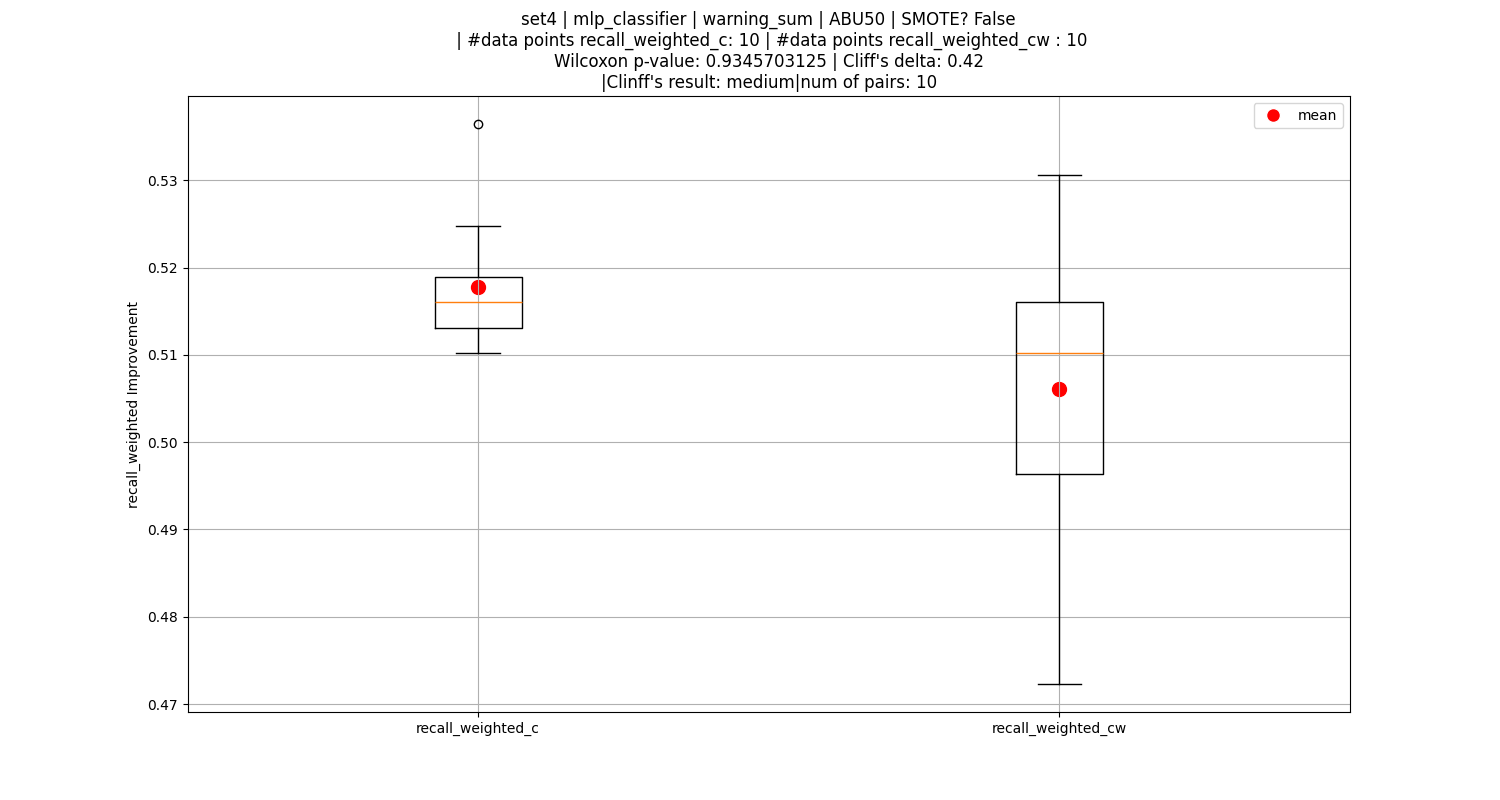 set4 | mlp_classifier | warning_sum | ABU50 | SMOTE? False
| #data points recall_weighted_c: 10 | #data points recall_weighted_cw : 10
Wilcoxon p-value: 0.9345703125 | Cliff's delta: 0.42
|Clinff's result: medium|num of pairs: 10
mean
recall_weighted Improvement
0.53
0.52
0.51
0.50
0.49
0.48
0.47
recall_weighted_c
recall_weighted_cw